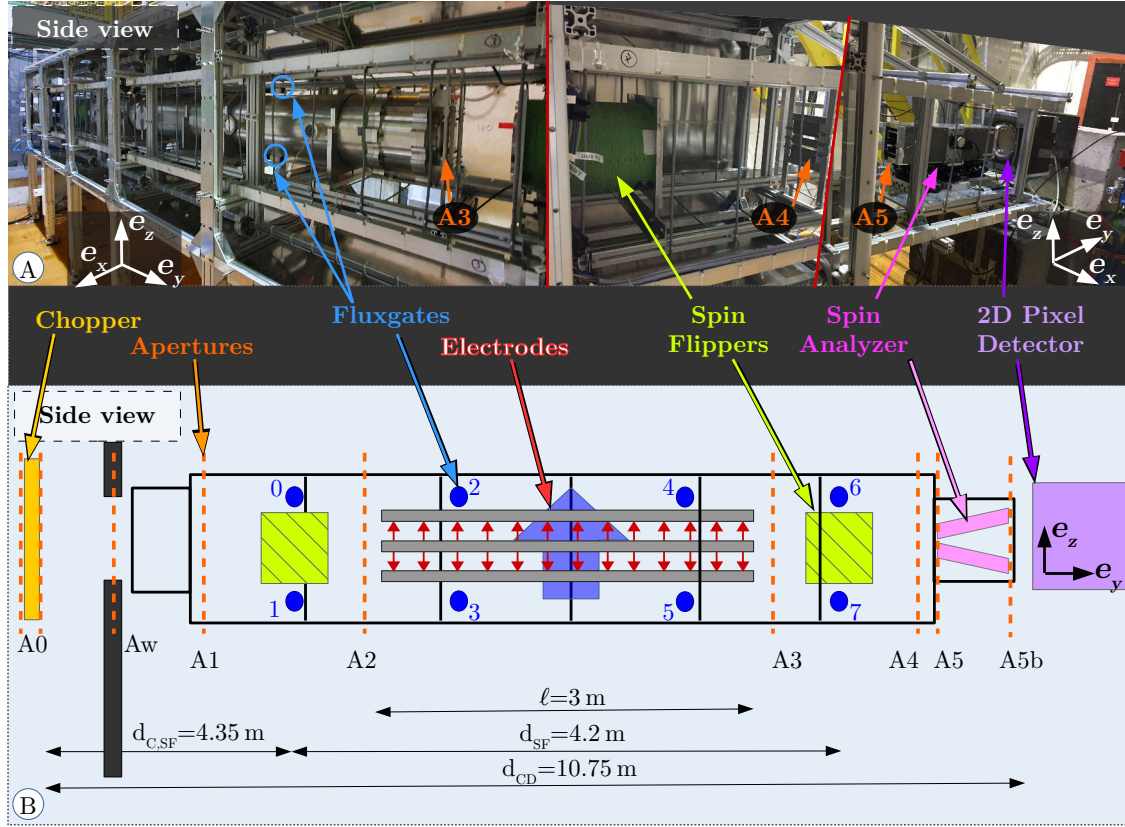 Side view
A3
A4
A5
e_z
e_x
e_y
e_z
e_y
e_x
A
Chopper
Apertures
Fluxgates
Electrodes
Spin
Flippers
Spin
Analyzer
2D Pixel
Detector
Side view
0
2
4
6
1
3
5
7
e_z
e_y
A0
Aw
A1
A2
A3
A4
A5
A5b
ℓ=3 m
d_C,SF=4.35 m
d_SF=4.2 m
d_CD=10.75 m
B